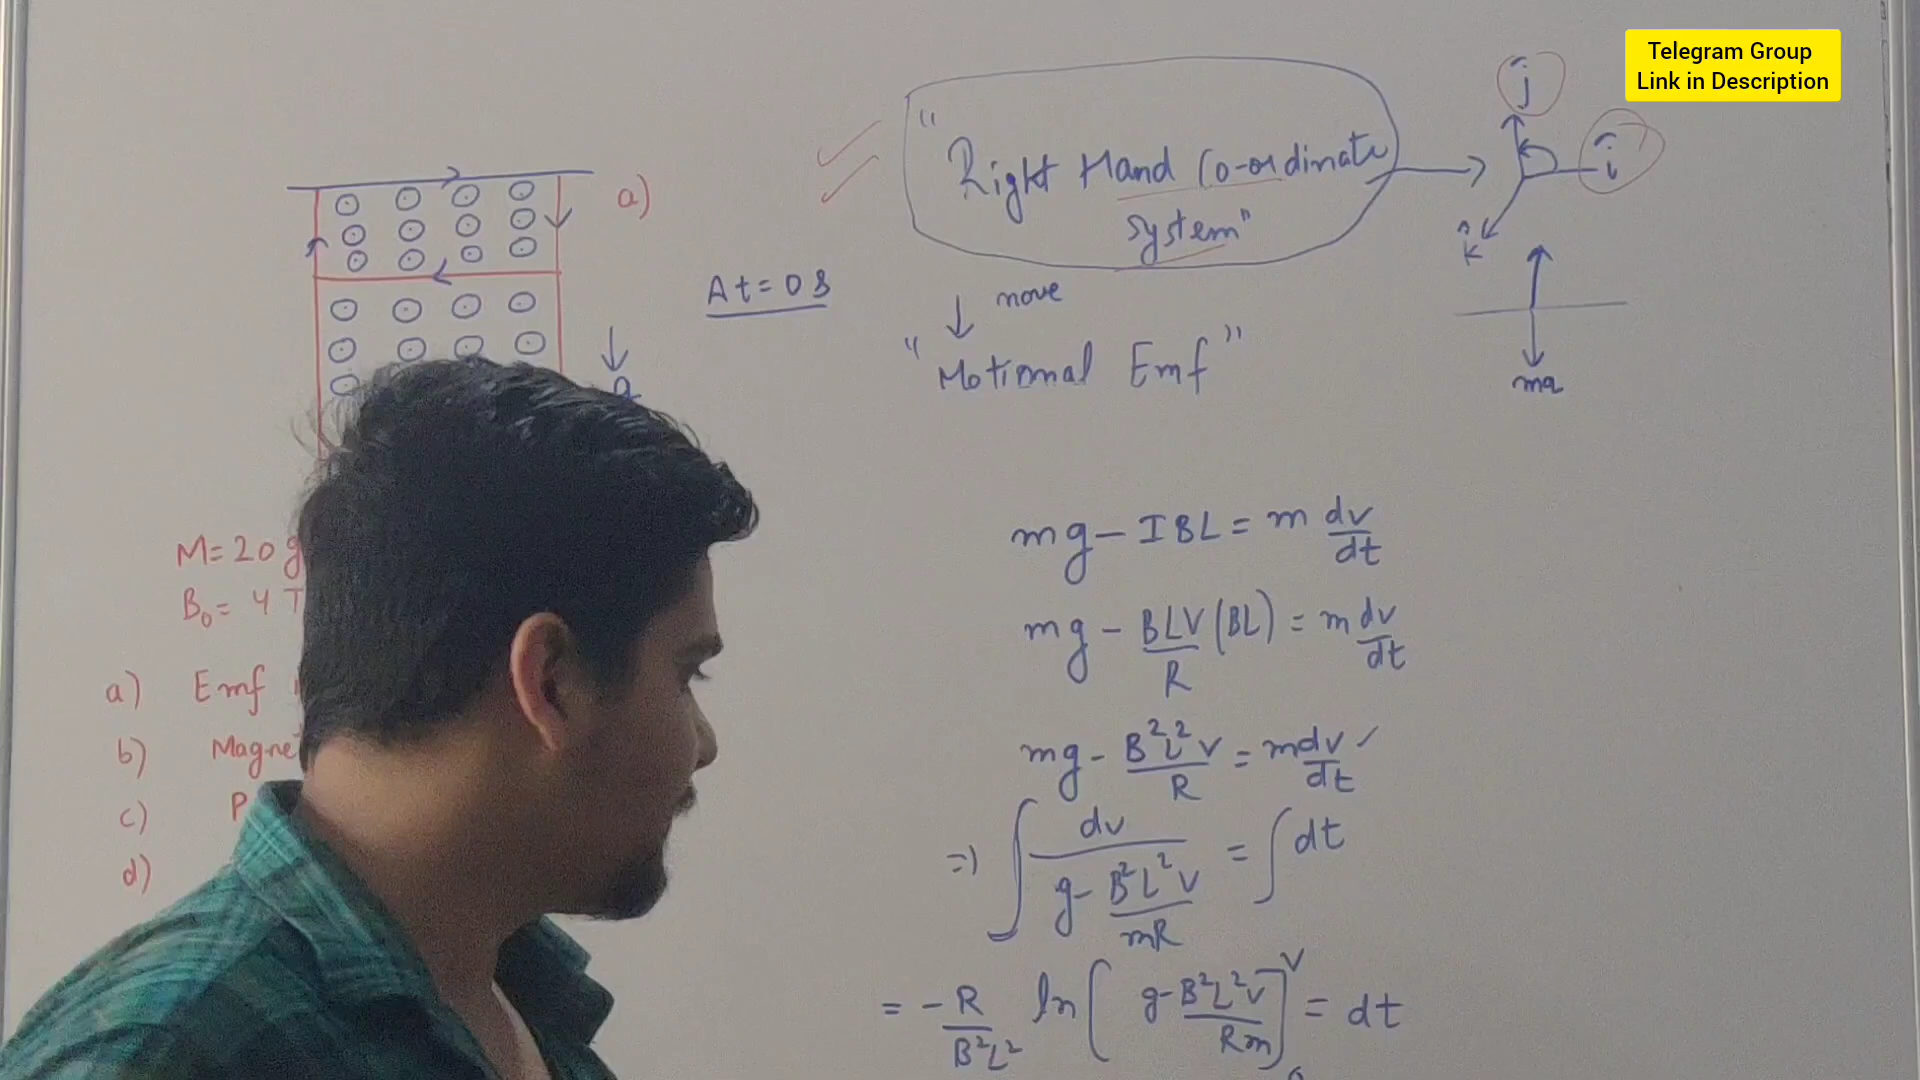 Telegram Group
Link in Description
a)
At = 0 s
"Right Hand Co-ordinate
System"
ĵ
î
k̂
↓ move
"Motional Emf"
mg
g
M = 20 g
B₀ = 4 T
a) Emf
b) Magne
c) P
d)
mg - IBL = m dv/dt
mg - BLV/R (BL) = m dv/dt
mg - B²L²V/R = m dv/dt ✓
=) ∫ dv/(g - B²L²V/mR) = ∫ dt
= -R/B²L² ln( g - B²L²V/Rm )₀^V = dt